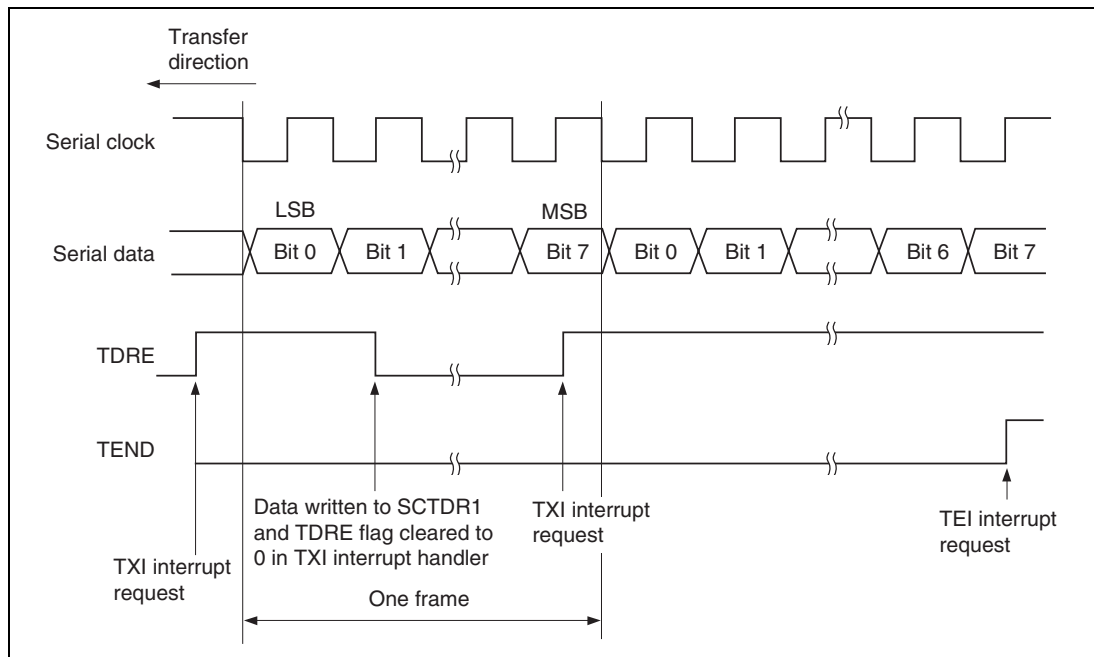 Transfer
direction
Serial clock
LSB
MSB
Serial data
Bit 0
Bit 1
Bit 7
Bit 0
Bit 1
Bit 6
Bit 7
TDRE
TEND
Data written to SCTDR1
and TDRE flag cleared to
0 in TXI interrupt handler
TXI interrupt
request
TEI interrupt
request
TXI interrupt
request
One frame